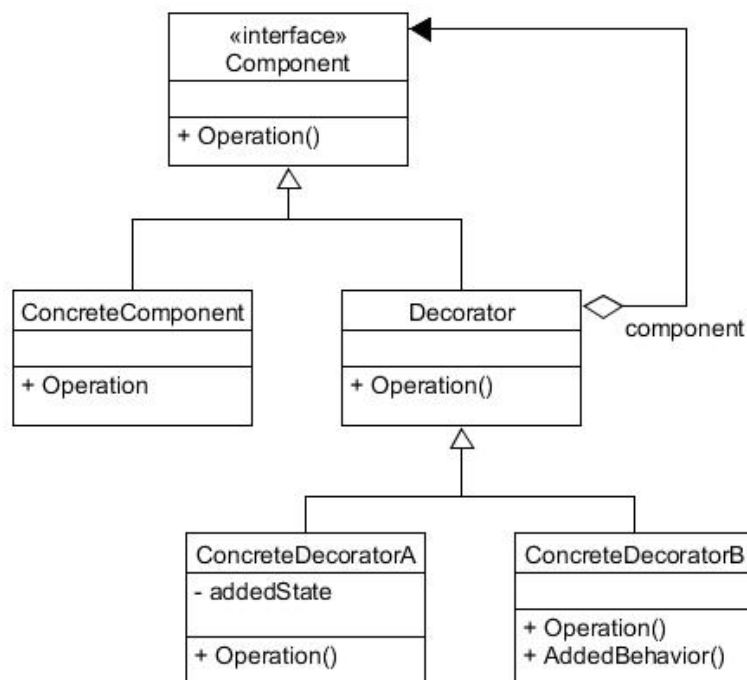 «interface»
Component
+ Operation()
ConcreteComponent
+ Operation
Decorator
+ Operation()
component
ConcreteDecoratorA
- addedState
+ Operation()
ConcreteDecoratorB
+ Operation()
+ AddedBehavior()